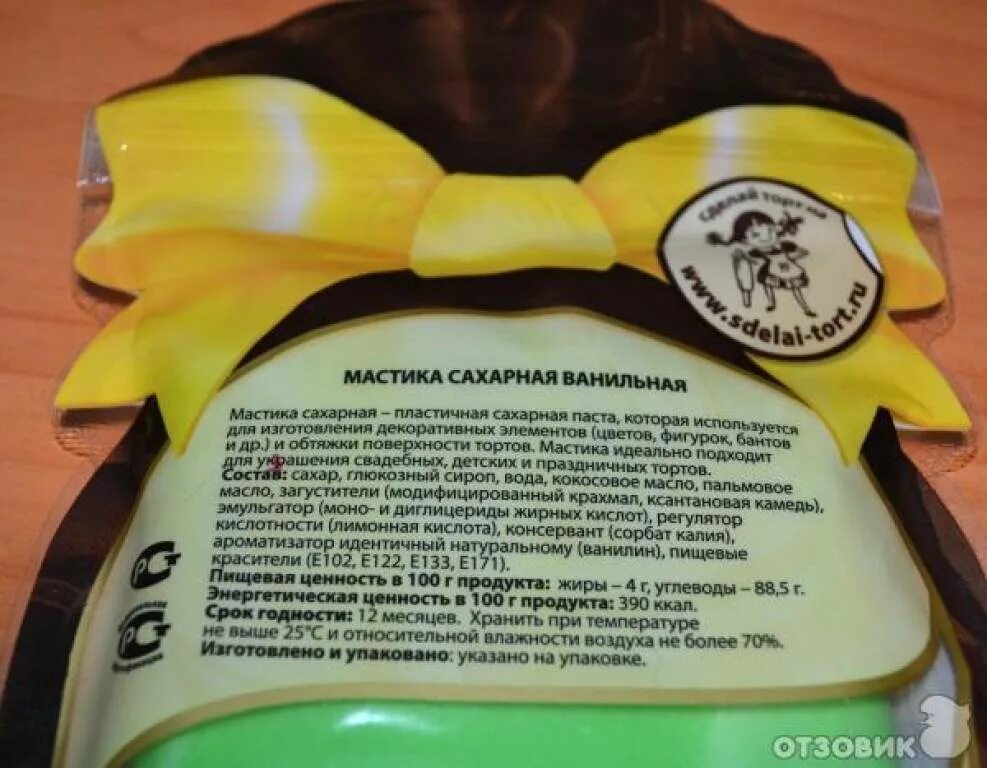 сделай торт.на
www.sdelai-tort.ru
МАСТИКА САХАРНАЯ ВАНИЛЬНАЯ
Мастика сахарная – пластичная сахарная паста, которая используется
для изготовления декоративных элементов (цветов, фигурок, бантов
и др.) и обтяжки поверхности тортов. Мастика идеально подходит
для украшения свадебных, детских и праздничных тортов.
Состав: сахар, глюкозный сироп, вода, кокосовое масло, пальмовое
масло, загустители (модифицированный крахмал, ксантановая камедь),
эмульгатор (моно- и диглицериды жирных кислот), регулятор
кислотности (лимонная кислота), консервант (сорбат калия),
ароматизатор идентичный натуральному (ванилин), пищевые
красители (Е102, Е122, Е133, Е171).
Пищевая ценность в 100 г продукта: жиры – 4 г, углеводы – 88,5 г.
Энергетическая ценность в 100 г продукта: 390 ккал.
Срок годности: 12 месяцев. Хранить при температуре
не выше 25°С и относительной влажности воздуха не более 70%.
Изготовлено и упаковано: указано на упаковке.
ОТЗОВИК